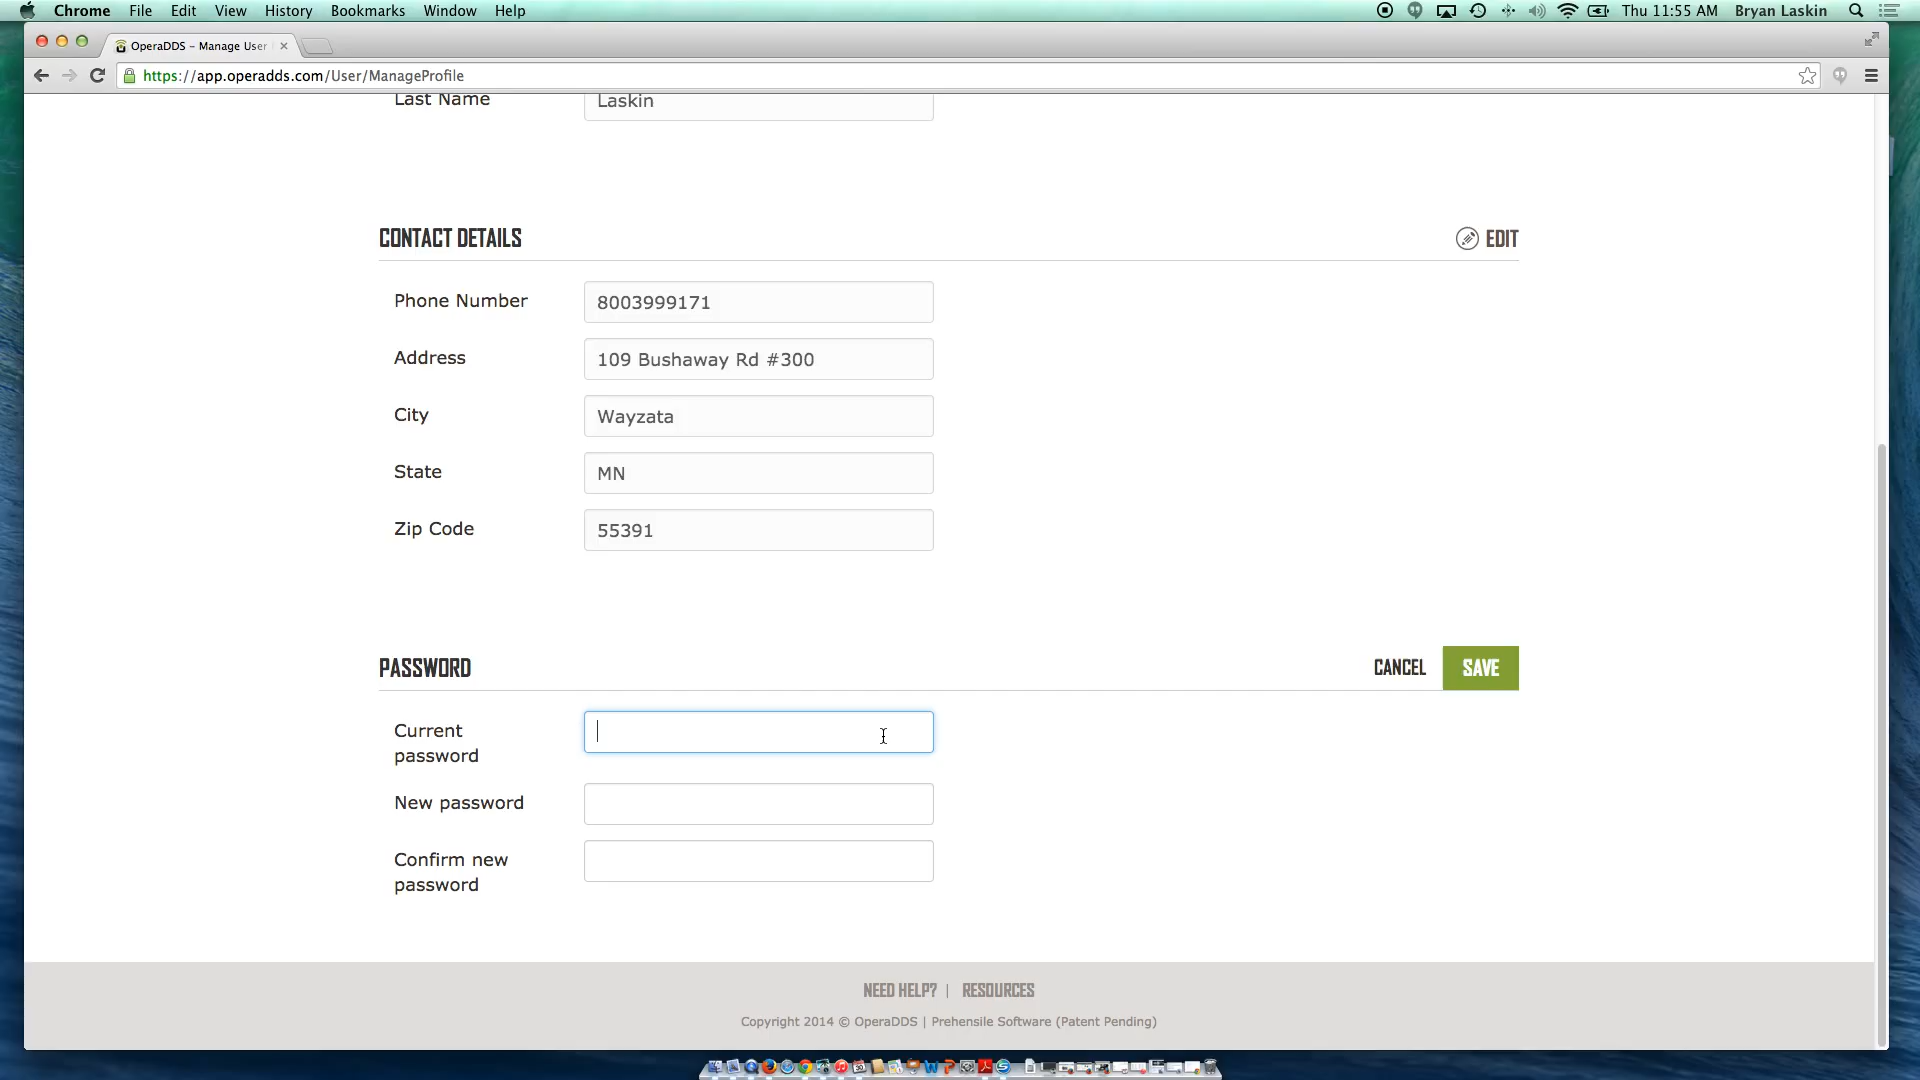 Chrome File Edit View History Bookmarks Window Help Thu 11:55 AM Bryan Laskin
OperaDDS - Manage User
https://app.operadds.com/User/ManageProfile
Last Name Laskin
CONTACT DETAILS EDIT
Phone Number 8003999171
Address 109 Bushaway Rd #300
City Wayzata
State MN
Zip Code 55391
PASSWORD CANCEL SAVE
Current
password
New password
Confirm new
password
NEED HELP? | RESOURCES
Copyright 2014 © OperaDDS | Prehensile Software (Patent Pending)